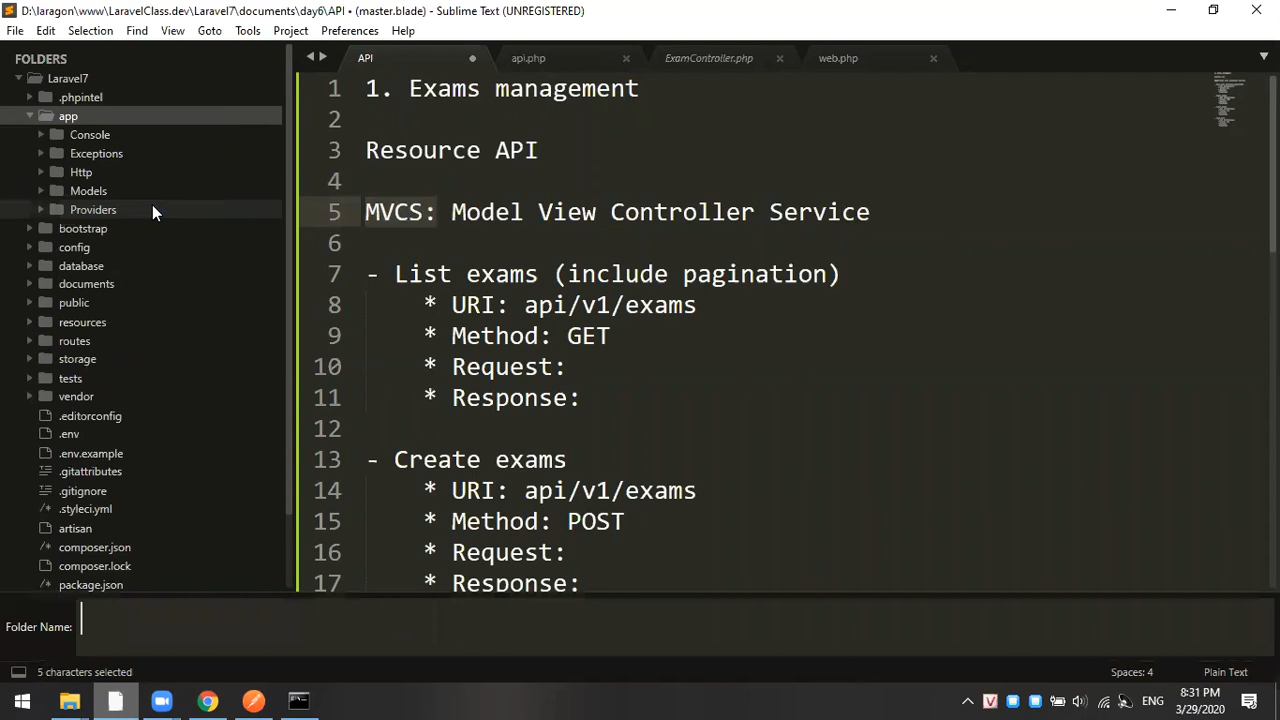 D:\laragon\www\LaravelClass.dev\Laravel7\documents\day6\API • (master.blade) - Sublime Text (UNREGISTERED)
File Edit Selection Find View Goto Tools Project Preferences Help
FOLDERS
Laravel7
.phpintel
app
Console
Exceptions
Http
Models
Providers
bootstrap
config
database
documents
public
resources
routes
storage
tests
vendor
.editorconfig
.env
.env.example
.gitattributes
.gitignore
.styleci.yml
artisan
composer.json
composer.lock
package.json
API api.php ExamController.php web.php
1 1. Exams management
2
3 Resource API
4
5 MVCS: Model View Controller Service
6
7 - List exams (include pagination)
8 * URI: api/v1/exams
9 * Method: GET
10 * Request:
11 * Response:
12
13 - Create exams
14 * URI: api/v1/exams
15 * Method: POST
16 * Request:
17 * Response:
Folder Name:
5 characters selected Spaces: 4 Plain Text
V ENG 8:31 PM
3/29/2020